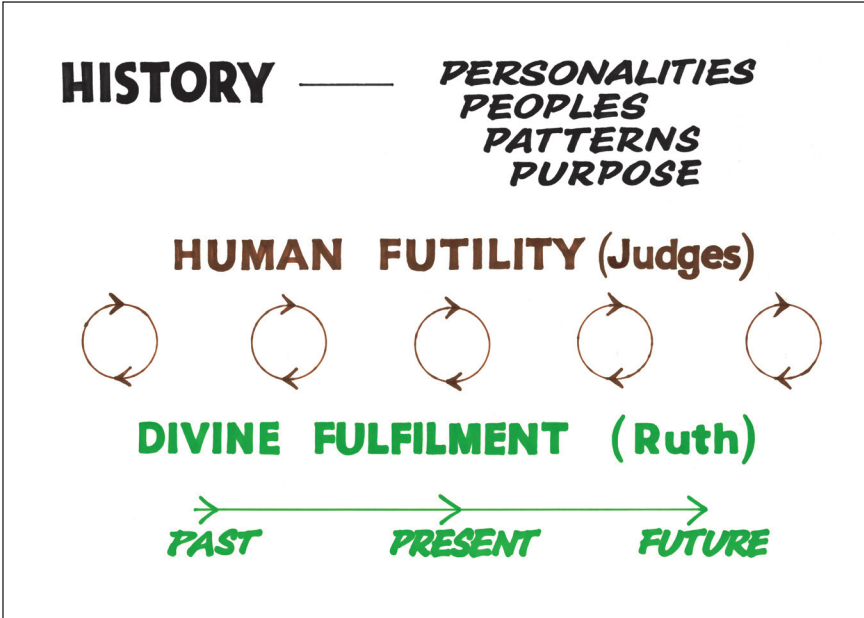 HISTORY — PERSONALITIES
PEOPLES
PATTERNS
PURPOSE
HUMAN FUTILITY (Judges)
DIVINE FULFILMENT (Ruth)
PAST PRESENT FUTURE